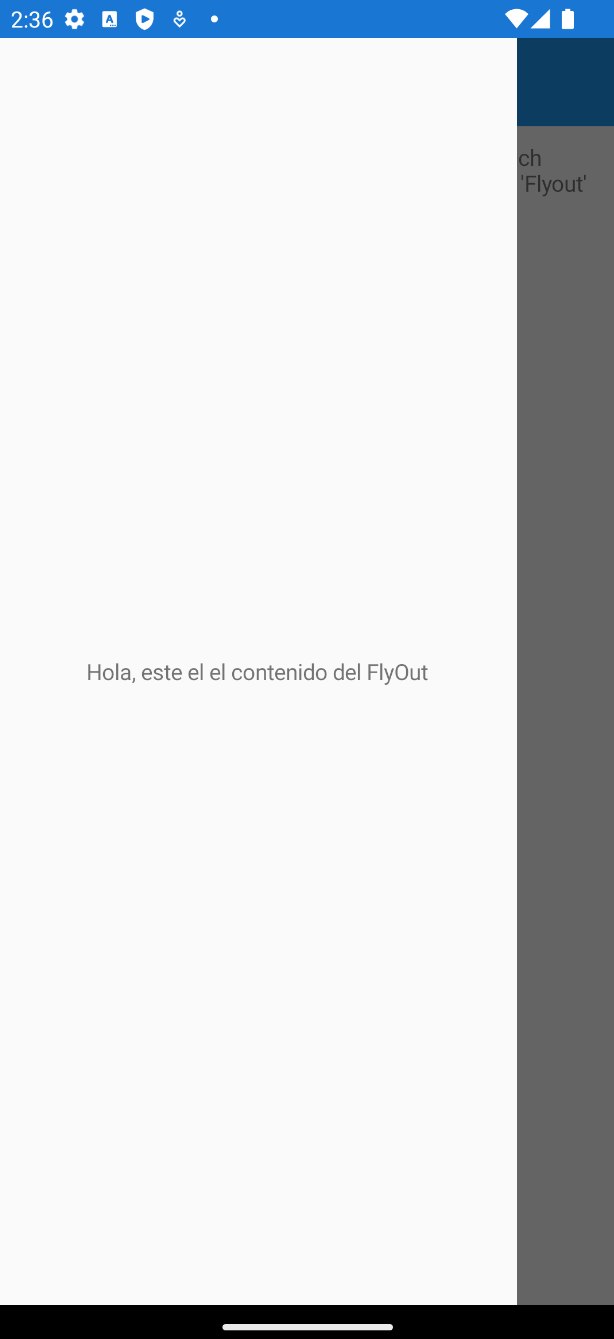 2:36
ch
'Flyout'
Hola, este el el contenido del FlyOut